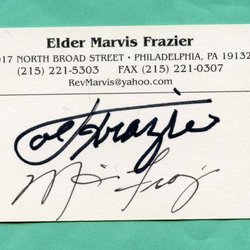 Elder Marvis Frazier
017 NORTH BROAD STREET • PHILADELPHIA, PA 19132
(215) 221-5303 FAX (215) 221-0307
RevMarvis@yahoo.com
Joe Frazier